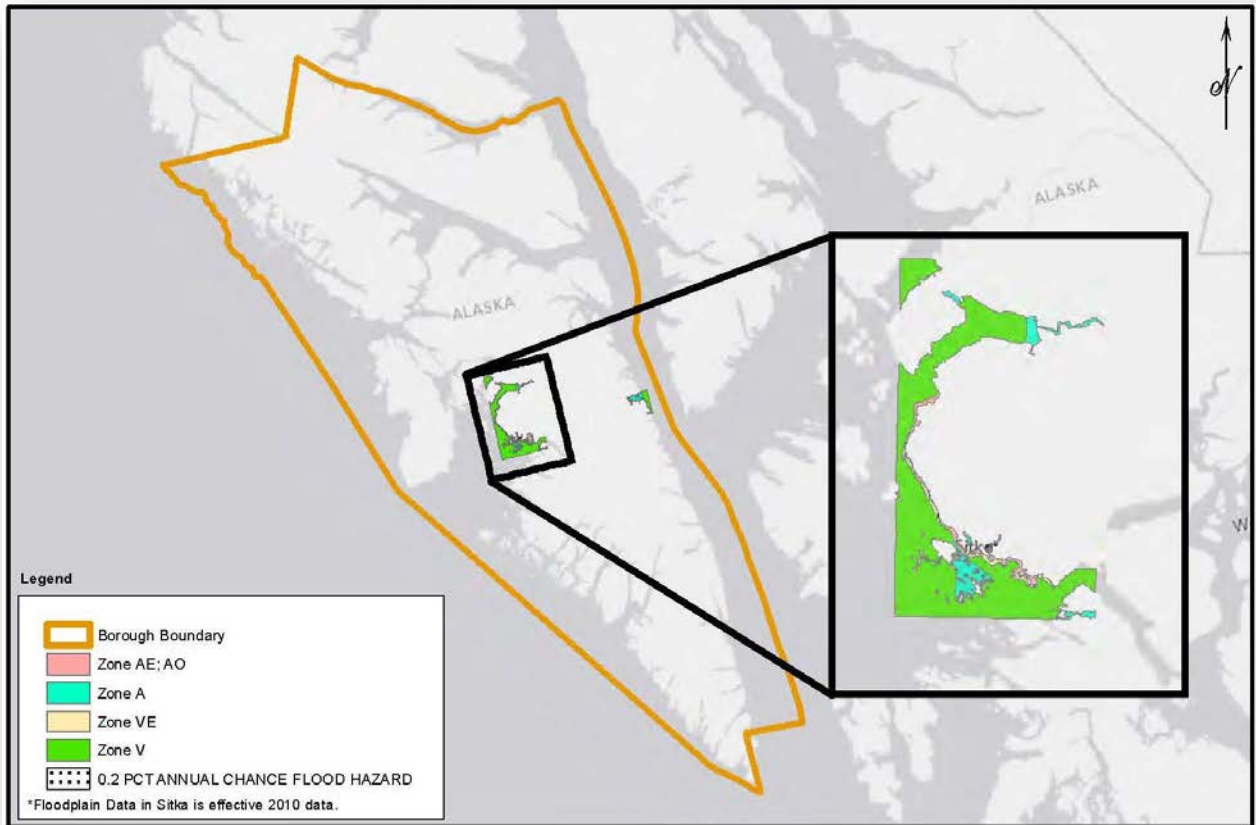 N
ALASKA
ALASKA
Sitka
W
Legend
Borough Boundary
Zone AE; AO
Zone A
Zone VE
Zone V
0.2 PCT ANNUAL CHANCE FLOOD HAZARD
*Floodplain Data in Sitka is effective 2010 data.